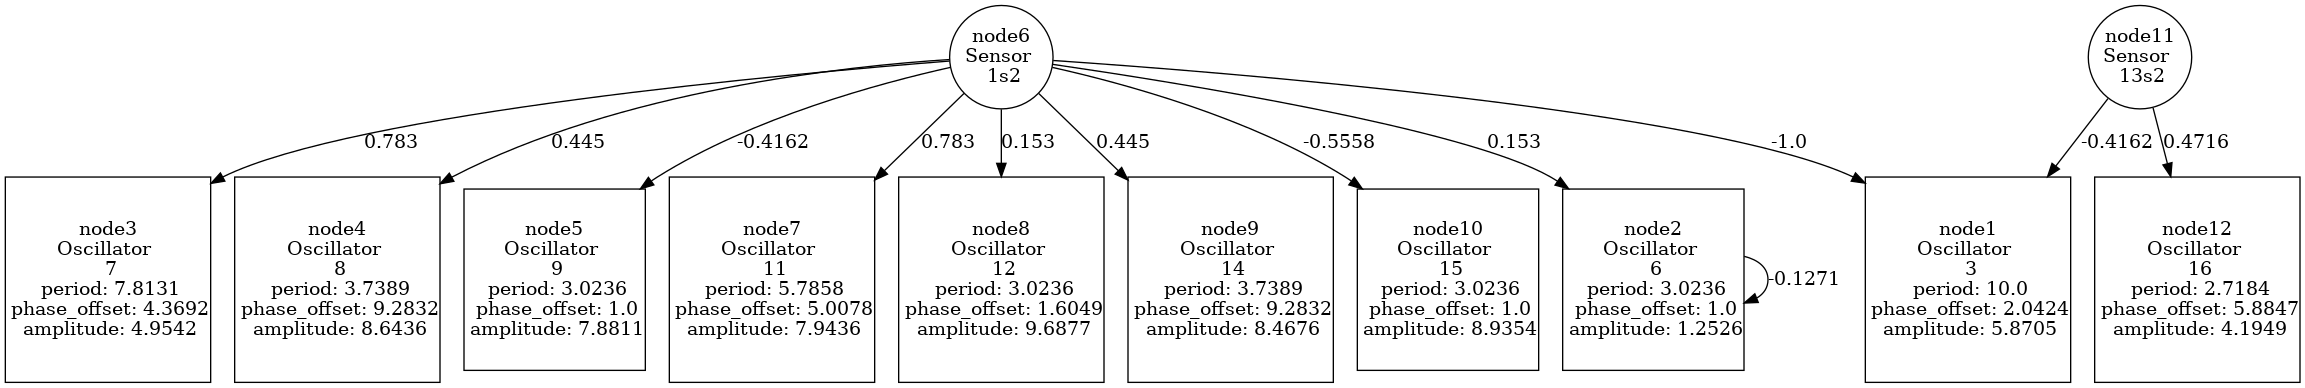 node6
Sensor
1s2
node11
Sensor
13s2
0.783
0.445
-0.4162
0.783
0.153
0.445
-0.5558
0.153
-1.0
-0.4162
0.4716
node3
Oscillator
7
period: 7.8131
phase_offset: 4.3692
amplitude: 4.9542
node4
Oscillator
8
period: 3.7389
phase_offset: 9.2832
amplitude: 8.6436
node5
Oscillator
9
period: 3.0236
phase_offset: 1.0
amplitude: 7.8811
node7
Oscillator
11
period: 5.7858
phase_offset: 5.0078
amplitude: 7.9436
node8
Oscillator
12
period: 3.0236
phase_offset: 1.6049
amplitude: 9.6877
node9
Oscillator
14
period: 3.7389
phase_offset: 9.2832
amplitude: 8.4676
node10
Oscillator
15
period: 3.0236
phase_offset: 1.0
amplitude: 8.9354
node2
Oscillator
6
period: 3.0236
phase_offset: 1.0
amplitude: 1.2526
-0.1271
node1
Oscillator
3
period: 10.0
phase_offset: 2.0424
amplitude: 5.8705
node12
Oscillator
16
period: 2.7184
phase_offset: 5.8847
amplitude: 4.1949